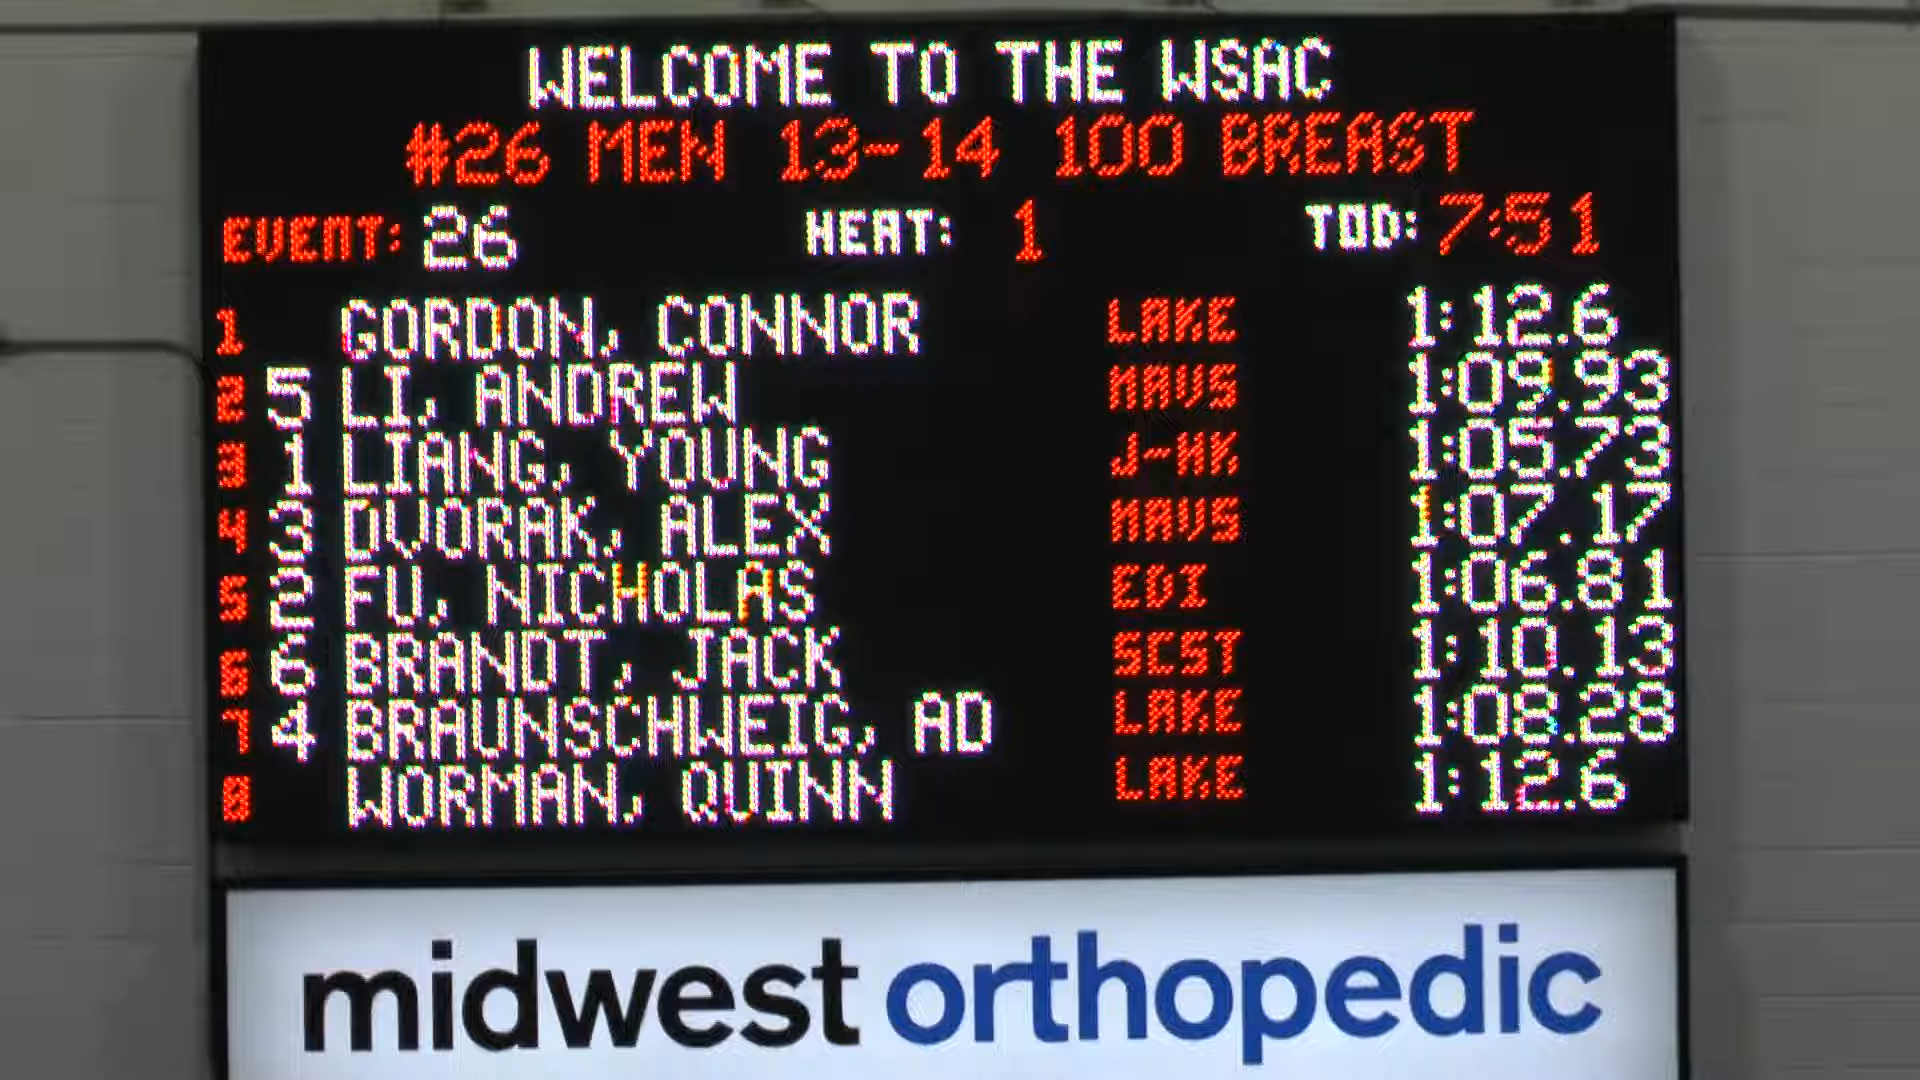 WELCOME TO THE WSAC
#26 MEN 13-14 100 BREAST
EVENT: 26 HEAT: 1 TOD: 7:51
1 GORDON, CONNOR LAKE 1:12.6
2 5 LI, ANDREW MAVS 1:09.93
3 1 LIANG, YOUNG J-HK 1:05.73
4 3 DVORAK, ALEX MAVS 1:07.17
5 2 FU, NICHOLAS EDI 1:06.81
6 6 BRANDT, JACK SCST 1:10.13
7 4 BRAUNSCHWEIG, AD LAKE 1:08.28
8 WORMAN, QUINN LAKE 1:12.6
midwest orthopedic